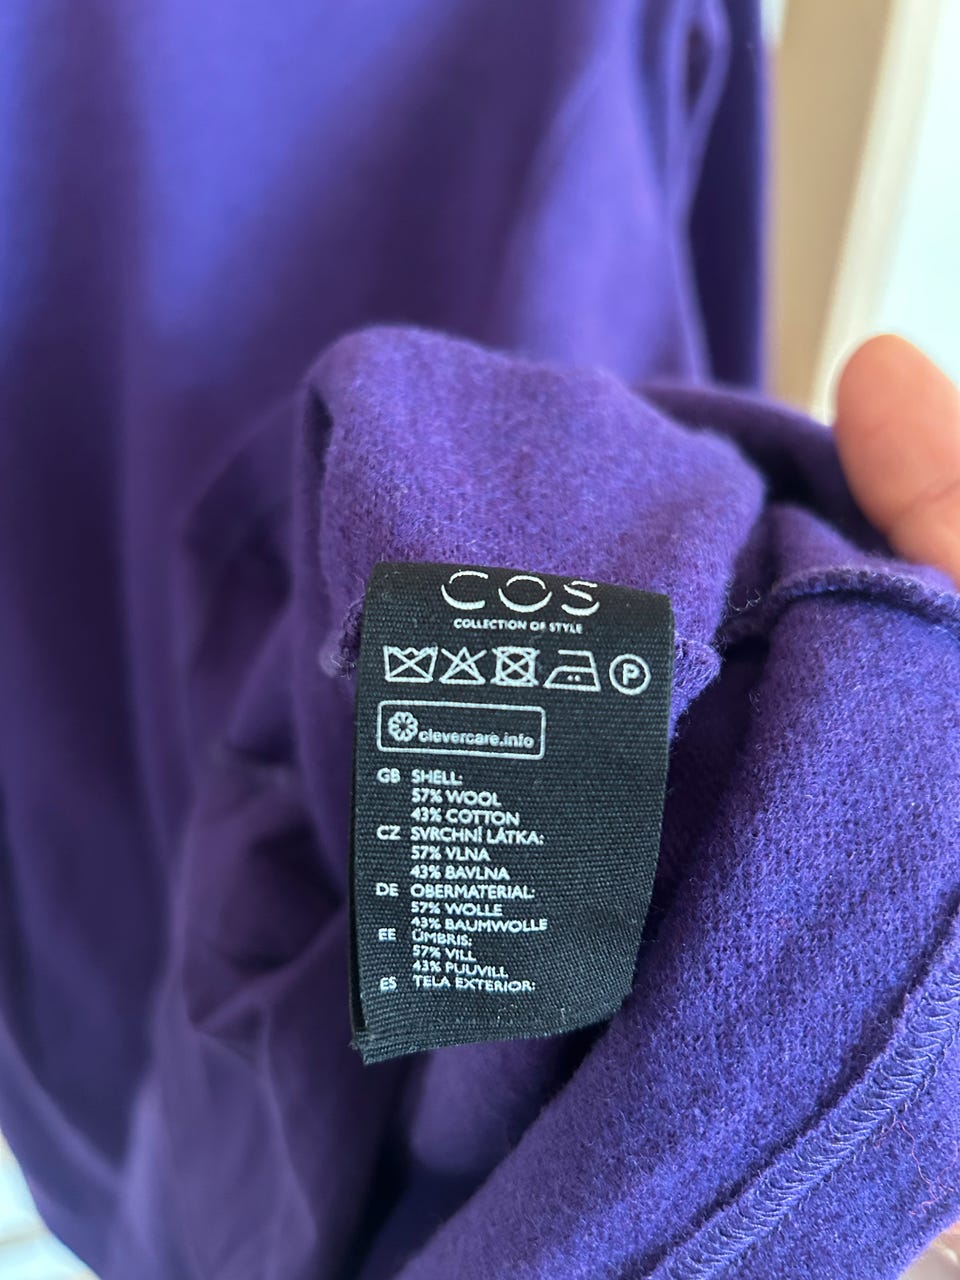 COS
COLLECTION OF STYLE
P
clevercare.info
GB SHELL:
57% WOOL
43% COTTON
CZ SVRCHNÍ LÁTKA:
57% VLNA
43% BAVLNA
DE OBERMATERIAL:
57% WOLLE
43% BAUMWOLLE
EE ÜMBRIS:
57% VILL
43% PUUVILL
ES TELA EXTERIOR: